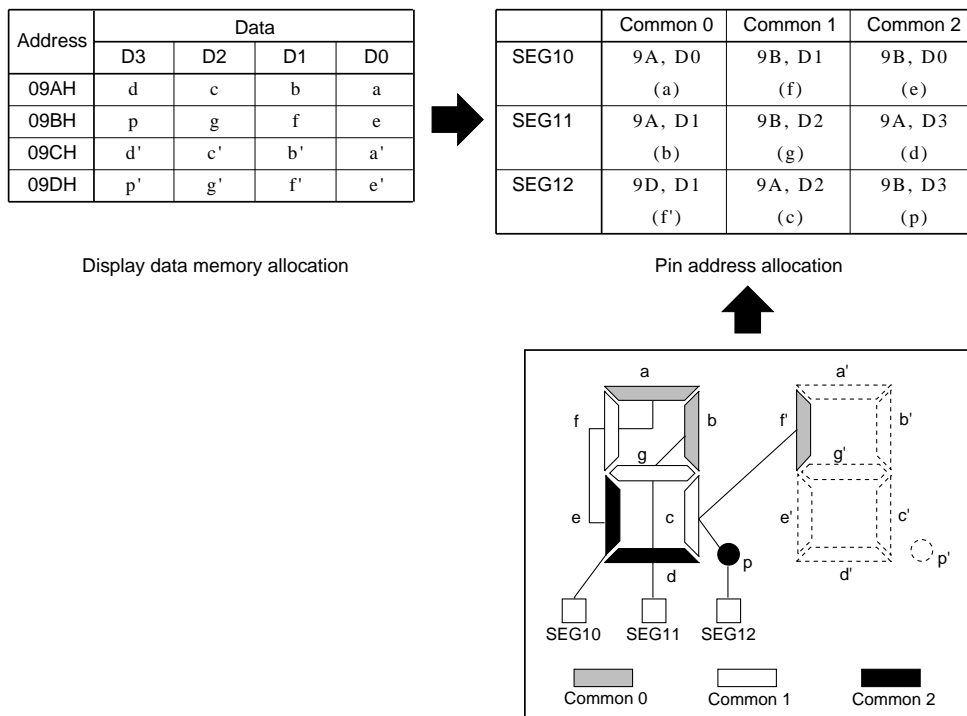 Address Data
D3 D2 D1 D0
09AH d c b a
09BH p g f e
09CH d' c' b' a'
09DH p' g' f' e'
Display data memory allocation
Common 0 Common 1 Common 2
SEG10 9A, D0 9B, D1 9B, D0
(a) (f) (e)
SEG11 9A, D1 9B, D2 9A, D3
(b) (g) (d)
SEG12 9D, D1 9A, D2 9B, D3
(f') (c) (p)
Pin address allocation
a a'
f b f' b'
g g'
e c e' c'
d p d' p'
SEG10 SEG11 SEG12
Common 0 Common 1 Common 2